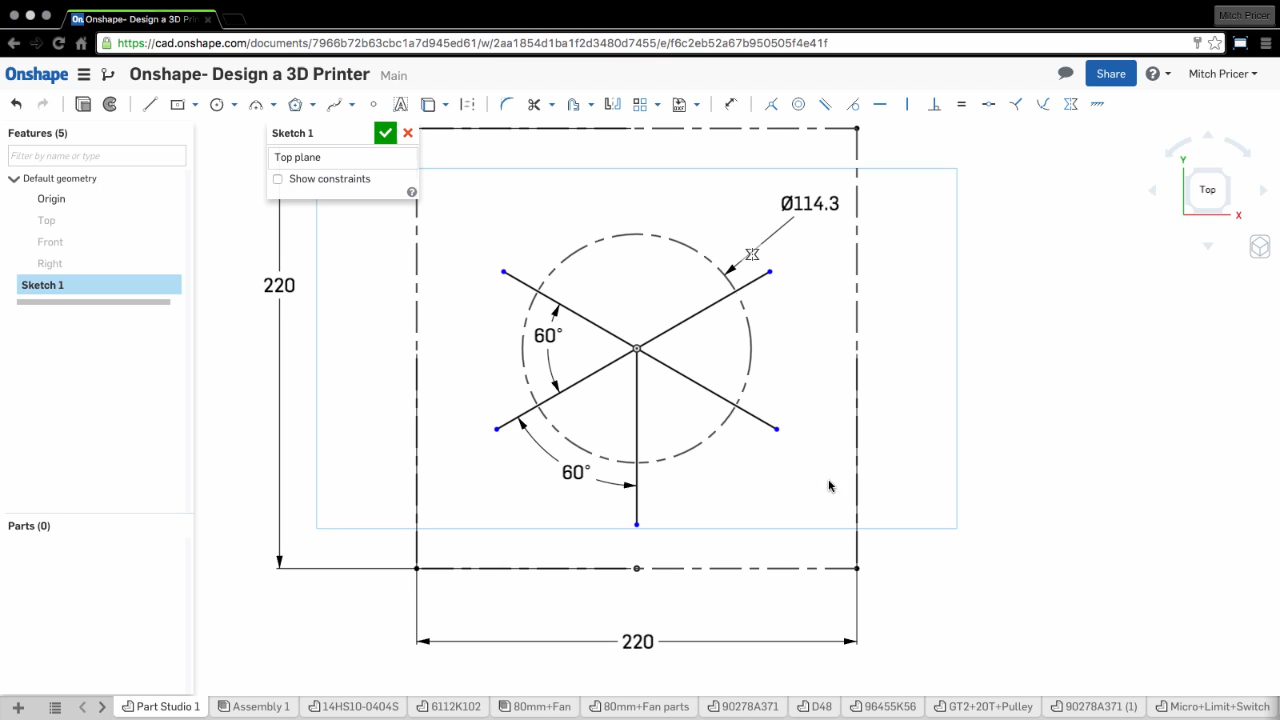 Onshape- Design a 3D Prin
Mitch Pricer
https://cad.onshape.com/documents/7966b72b63cbc1a7d945ed61/w/2aa1854d1ba1f2d3480d7455/e/f6c2eb52a67b950505f4e41f
Onshape
Onshape- Design a 3D Printer
Main
Share
Mitch Pricer
Features (5)
Filter by name or type
Default geometry
Origin
Top
Front
Right
Sketch 1
Parts (0)
Sketch 1
Top plane
Show constraints
Ø114.3
220
60°
60°
220
Y
Top
X
Part Studio 1
Assembly 1
14HS10-0404S
6112K102
80mm+Fan
80mm+Fan parts
90278A371
D48
98455K56
GT2+20T+Pulley
90278A371 (1)
Micro+Limit+Switch